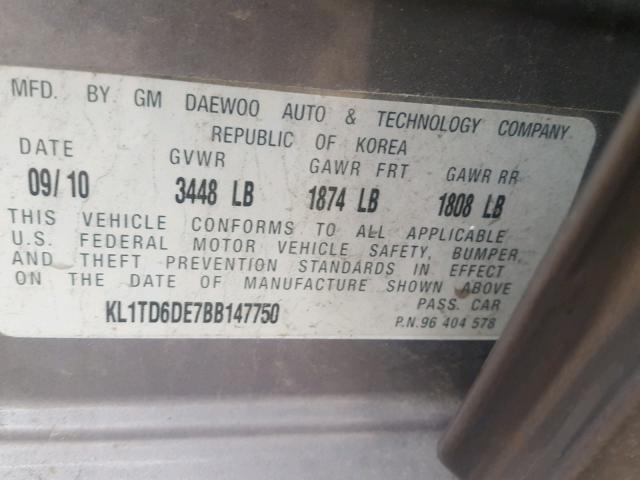 MFD. BY GM DAEWOO AUTO & TECHNOLOGY COMPANY
REPUBLIC OF KOREA
DATE GVWR GAWR FRT GAWR RR
09/10 3448 LB 1874 LB 1808 LB
THIS VEHICLE CONFORMS TO ALL APPLICABLE
U.S. FEDERAL MOTOR VEHICLE SAFETY, BUMPER,
AND THEFT PREVENTION STANDARDS IN EFFECT
ON THE DATE OF MANUFACTURE SHOWN ABOVE.
PASS. CAR
KL1TD6DE7BB147750
P.N.96 404 578